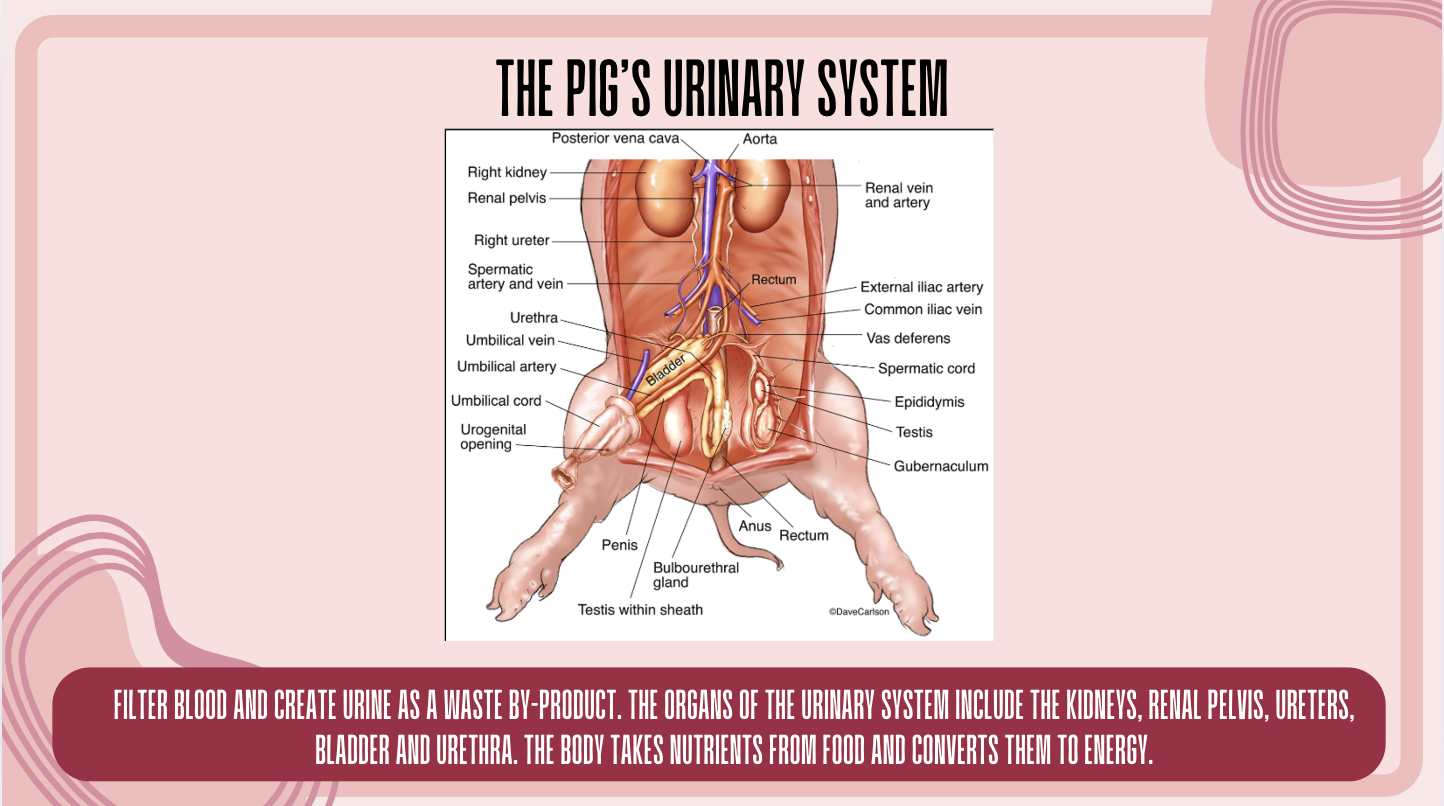 THE PIG'S URINARY SYSTEM
Posterior vena cava
Aorta
Right kidney
Renal pelvis
Right ureter
Spermatic
artery and vein
Urethra
Umbilical vein
Umbilical artery
Umbilical cord
Urogenital
opening
Renal vein
and artery
Rectum
External iliac artery
Common iliac vein
Vas deferens
Spermatic cord
Epididymis
Testis
Gubernaculum
Bladder
Anus
Rectum
Penis
Bulbourethral
gland
Testis within sheath
©DaveCarlson
FILTER BLOOD AND CREATE URINE AS A WASTE BY-PRODUCT. THE ORGANS OF THE URINARY SYSTEM INCLUDE THE KIDNEYS, RENAL PELVIS, URETERS,
BLADDER AND URETHRA. THE BODY TAKES NUTRIENTS FROM FOOD AND CONVERTS THEM TO ENERGY.